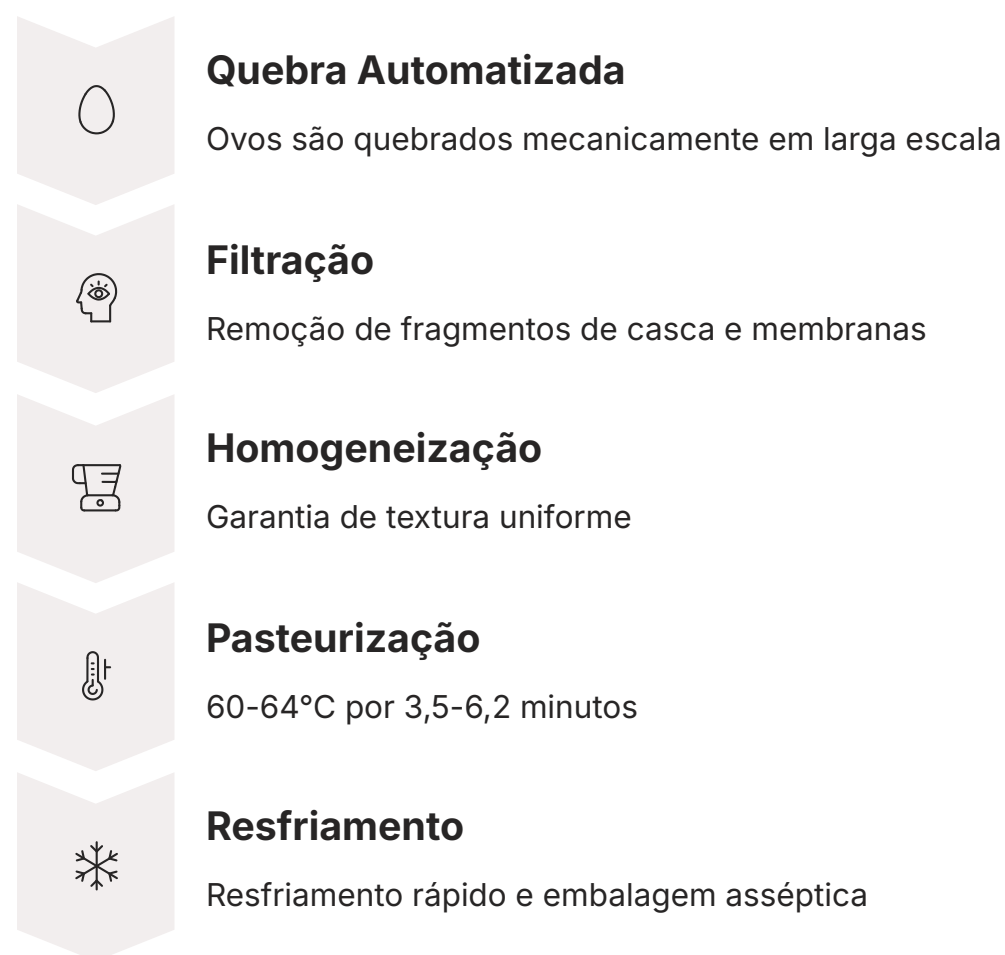 Quebra Automatizada
Ovos são quebrados mecanicamente em larga escala
Filtração
Remoção de fragmentos de casca e membranas
Homogeneização
Garantia de textura uniforme
Pasteurização
60-64°C por 3,5-6,2 minutos
Resfriamento
Resfriamento rápido e embalagem asséptica